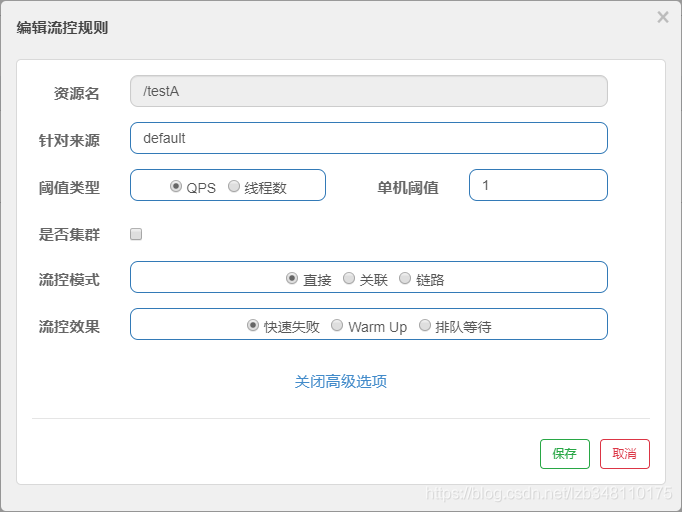 编辑流控规则 ×
资源名 /testA
针对来源 default
阈值类型 QPS 线程数 单机阈值 1
是否集群
流控模式 直接 关联 链路
流控效果 快速失败 Warm Up 排队等待
关闭高级选项
保存 取消
https://blog.csdn.net/lzb348110175